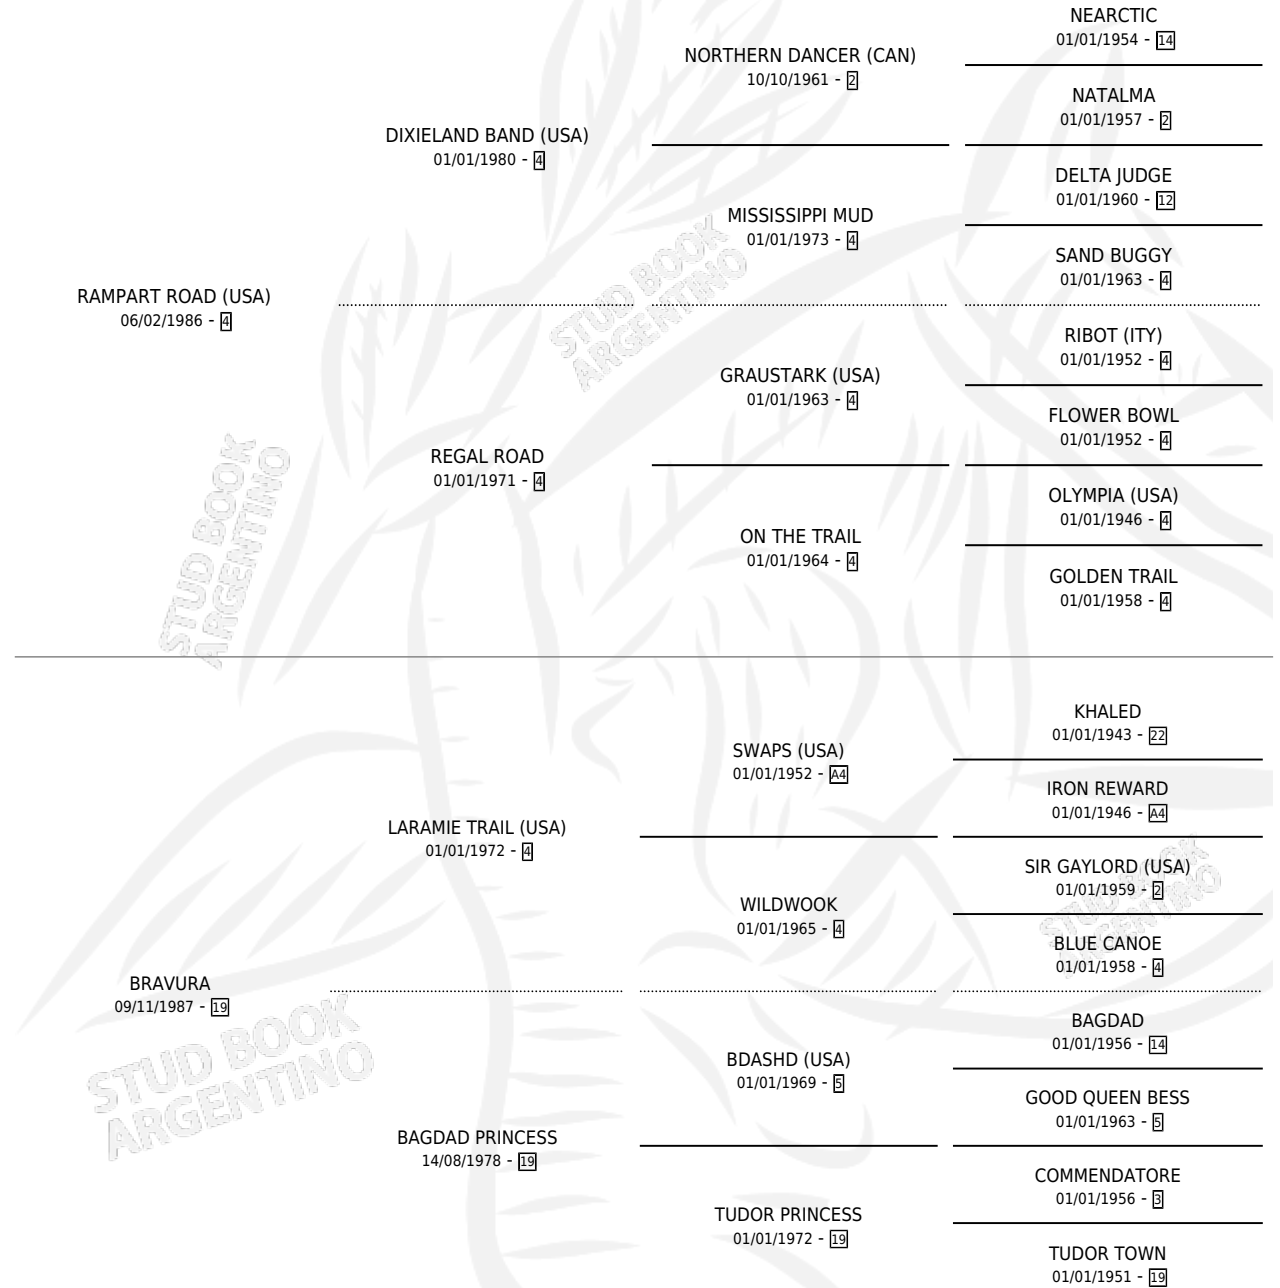 NEARCTIC
01/01/1954 - 14
NORTHERN DANCER (CAN)
10/10/1961 - 2
NATALMA
01/01/1957 - 2
DIXIELAND BAND (USA)
01/01/1980 - 4
DELTA JUDGE
01/01/1960 - 12
MISSISSIPPI MUD
01/01/1973 - 4
SAND BUGGY
01/01/1963 - 4
RAMPART ROAD (USA)
06/02/1986 - 4
STUD BOOK
ARGENTINO
RIBOT (ITY)
01/01/1952 - 4
GRAUSTARK (USA)
01/01/1963 - 4
FLOWER BOWL
01/01/1952 - 4
REGAL ROAD
01/01/1971 - 4
OLYMPIA (USA)
01/01/1946 - 4
ON THE TRAIL
01/01/1964 - 4
GOLDEN TRAIL
01/01/1958 - 4
STUD BOOK
ARGENTINO
KHALED
01/01/1943 - 22
SWAPS (USA)
01/01/1952 - A4
IRON REWARD
01/01/1946 - A4
LARAMIE TRAIL (USA)
01/01/1972 - 4
SIR GAYLORD (USA)
01/01/1959 - 2
WILDWOOK
01/01/1965 - 4
BLUE CANOE
01/01/1958 - 4
STUD BOOK
ARGENTINO
BRAVURA
09/11/1987 - 19
BAGDAD
01/01/1956 - 14
BDASHD (USA)
01/01/1969 - 5
GOOD QUEEN BESS
01/01/1963 - 5
STUD BOOK
ARGENTINO
BAGDAD PRINCESS
14/08/1978 - 19
COMMENDATORE
01/01/1956 - 3
TUDOR PRINCESS
01/01/1972 - 19
TUDOR TOWN
01/01/1951 - 19